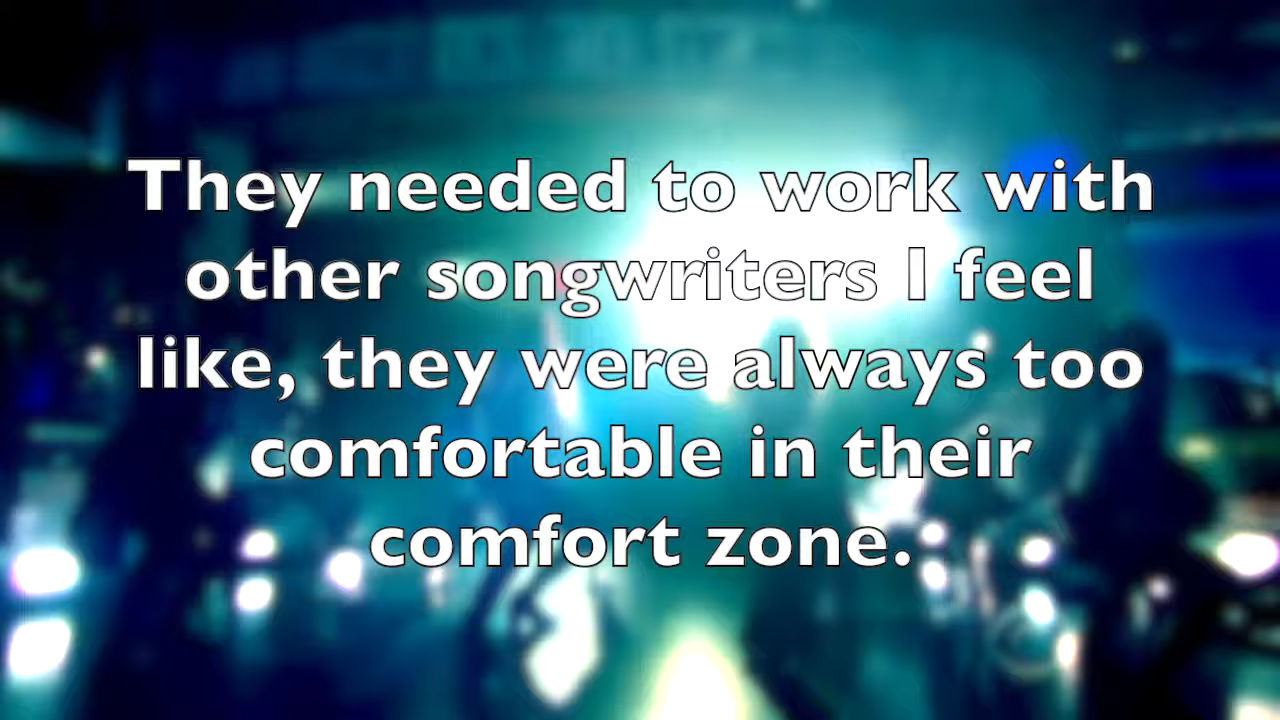 They needed to work with
other songwriters I feel
like, they were always too
comfortable in their
comfort zone.